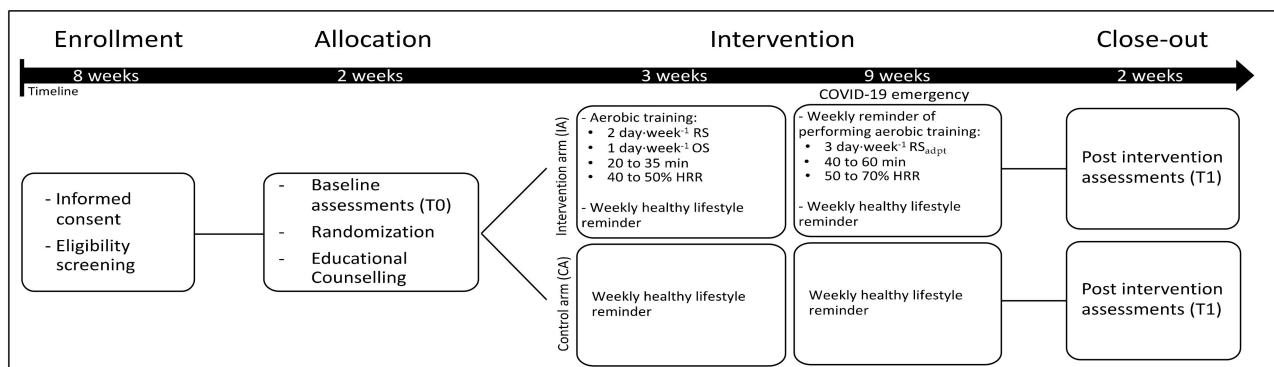 Enrollment
Allocation
Intervention
Close-out
8 weeks
2 weeks
3 weeks
9 weeks
2 weeks
Timeline
COVID-19 emergency
- Informed
consent
- Eligibility
screening
- Baseline
assessments (T0)
- Randomization
- Educational
Counselling
Intervention arm (IA)
- Aerobic training:
• 2 day·week⁻¹ RS
• 1 day·week⁻¹ OS
• 20 to 35 min
• 40 to 50% HRR
- Weekly healthy lifestyle
reminder
- Weekly reminder of
performing aerobic training:
• 3 day·week⁻¹ RSadpt
• 40 to 60 min
• 50 to 70% HRR
- Weekly healthy lifestyle
reminder
Post intervention
assessments (T1)
Control arm (CA)
Weekly healthy lifestyle
reminder
Weekly healthy lifestyle
reminder
Post intervention
assessments (T1)